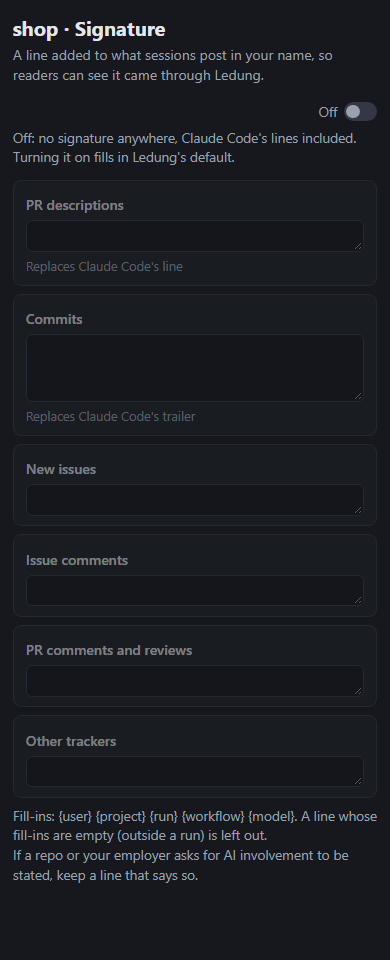 shop · Signature
A line added to what sessions post in your name, so
readers can see it came through Ledung.
Off
Off: no signature anywhere, Claude Code's lines included.
Turning it on fills in Ledung's default.
PR descriptions
Replaces Claude Code's line
Commits
Replaces Claude Code's trailer
New issues
Issue comments
PR comments and reviews
Other trackers
Fill-ins: {user} {project} {run} {workflow} {model}. A line whose
fill-ins are empty (outside a run) is left out.
If a repo or your employer asks for AI involvement to be
stated, keep a line that says so.